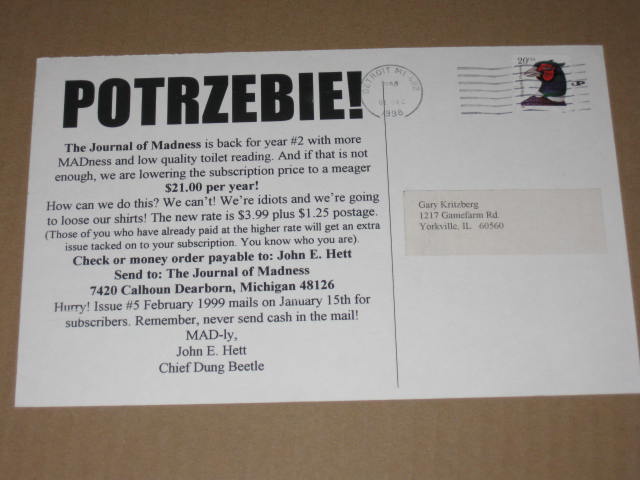 POTRZEBIE!
The Journal of Madness is back for year #2 with more
MADness and low quality toilet reading. And if that is not
enough, we are lowering the subscription price to a meager
$21.00 per year!
How can we do this? We can't! We're idiots and we're going
to loose our shirts! The new rate is $3.99 plus $1.25 postage.
(Those of you who have already paid at the higher rate will get an extra
issue tacked on to your subscription. You know who you are).
Check or money order payable to: John E. Hett
Send to: The Journal of Madness
7420 Calhoun Dearborn, Michigan 48126
Hurry! Issue #5 February 1999 mails on January 15th for
subscribers. Remember, never send cash in the mail!
MAD-ly,
John E. Hett
Chief Dung Beetle
DETROIT MI 482
PM
DEC
1998
20
USA
Gary Kritzberg
1217 Gamefarm Rd.
Yorkville, IL 60560